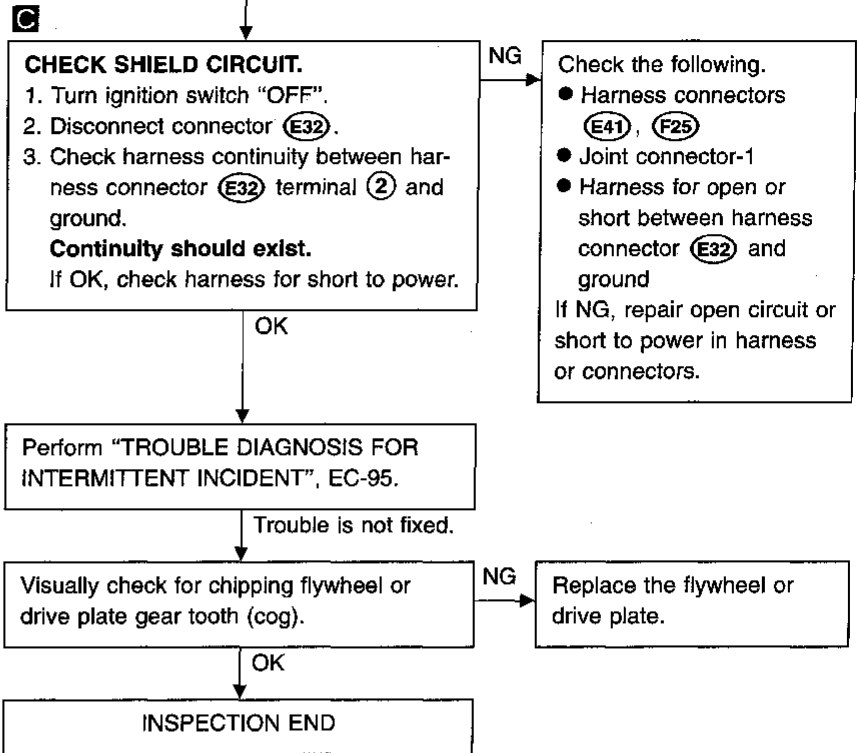 C
CHECK SHIELD CIRCUIT.
1. Turn ignition switch “OFF”.
2. Disconnect connector E32.
3. Check harness continuity between har-
ness connector E32 terminal 2 and
ground.
Continuity should exist.
If OK, check harness for short to power.
NG
Check the following.
● Harness connectors
E41, F25
● Joint connector-1
● Harness for open or
short between harness
connector E32 and
ground
If NG, repair open circuit or
short to power in harness
or connectors.
OK
Perform “TROUBLE DIAGNOSIS FOR
INTERMITTENT INCIDENT”, EC-95.
Trouble is not fixed.
Visually check for chipping flywheel or
drive plate gear tooth (cog).
NG
Replace the flywheel or
drive plate.
OK
INSPECTION END